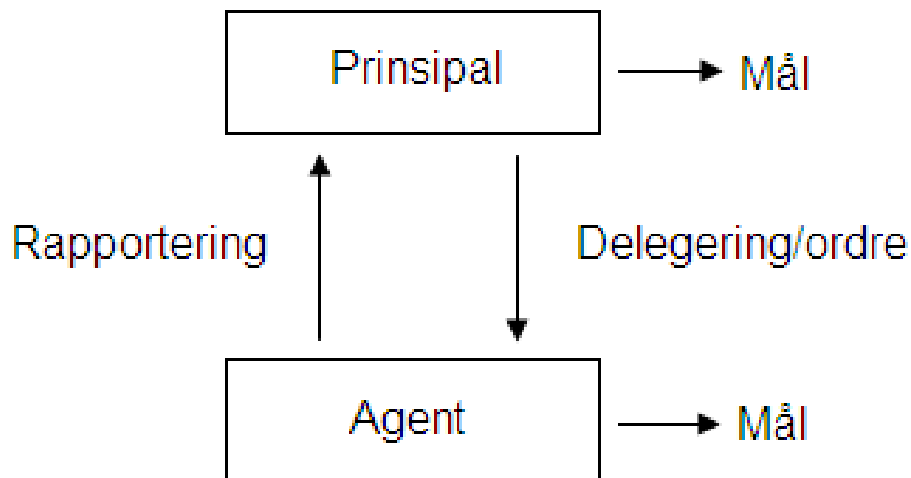 Prinsipal
Mål
Rapportering
Delegering/ordre
Agent
Mål